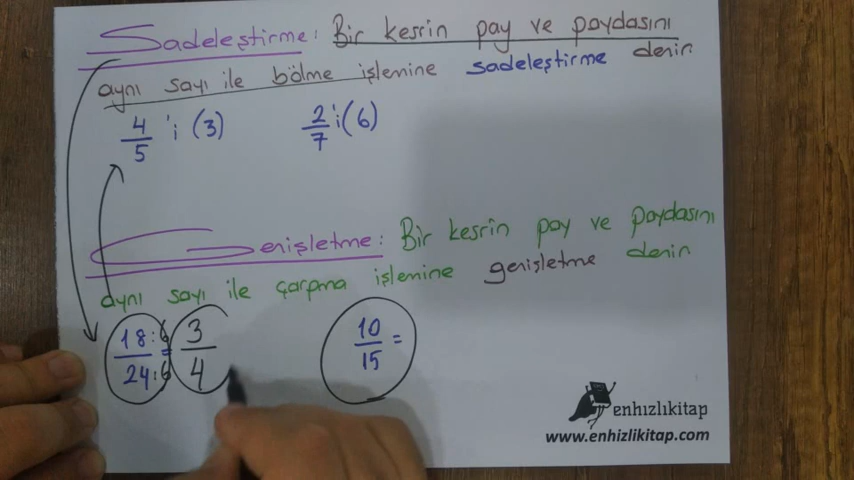 Sadeleştirme: Bir kesrin pay ve paydasını
aynı sayı ile bölme işlemine sadeleştirme denir
4/5 'i (3) 2/7 'i (6)
Genişletme: Bir kesrin pay ve paydasını
aynı sayı ile çarpma işlemine genişletme denir
18:6/24:6 = 3/4 10/15 =
enhızlıkitap
www.enhizlikitap.com